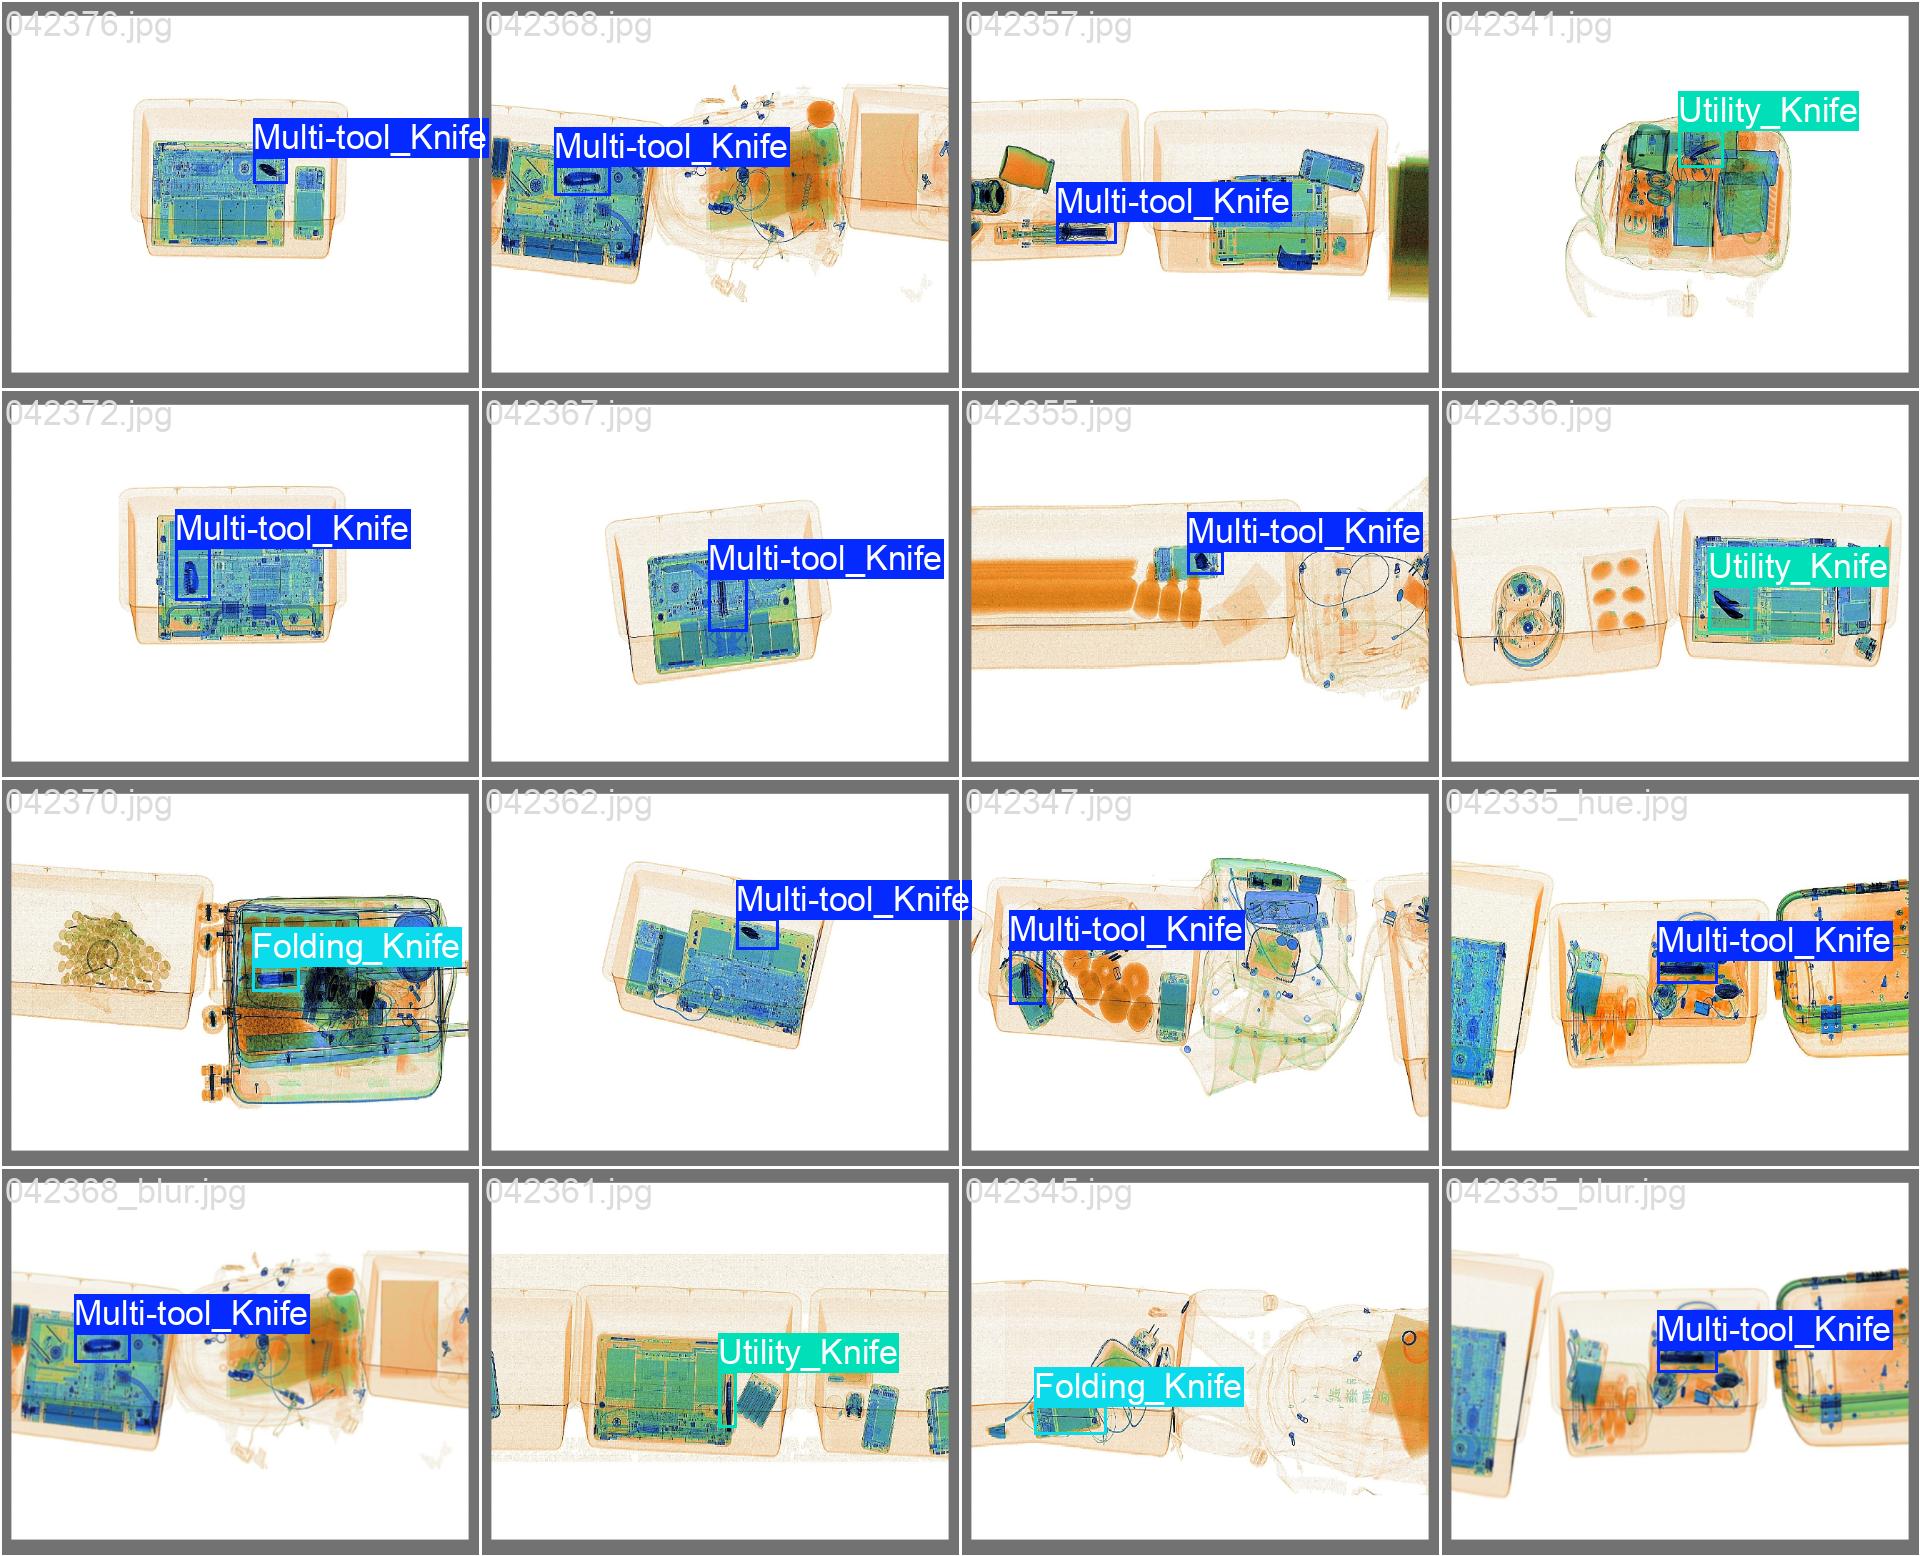 042376.jpg
Multi-tool_Knife
042368.jpg
Multi-tool_Knife
042357.jpg
Multi-tool_Knife
042341.jpg
Utility_Knife
042372.jpg
Multi-tool_Knife
042367.jpg
Multi-tool_Knife
042355.jpg
Multi-tool_Knife
042336.jpg
Utility_Knife
042370.jpg
Folding_Knife
042362.jpg
Multi-tool_Knife
042347.jpg
Multi-tool_Knife
042335_hue.jpg
Multi-tool_Knife
042368_blur.jpg
Multi-tool_Knife
042361.jpg
Utility_Knife
042345.jpg
Folding_Knife
042335_blur.jpg
Multi-tool_Knife